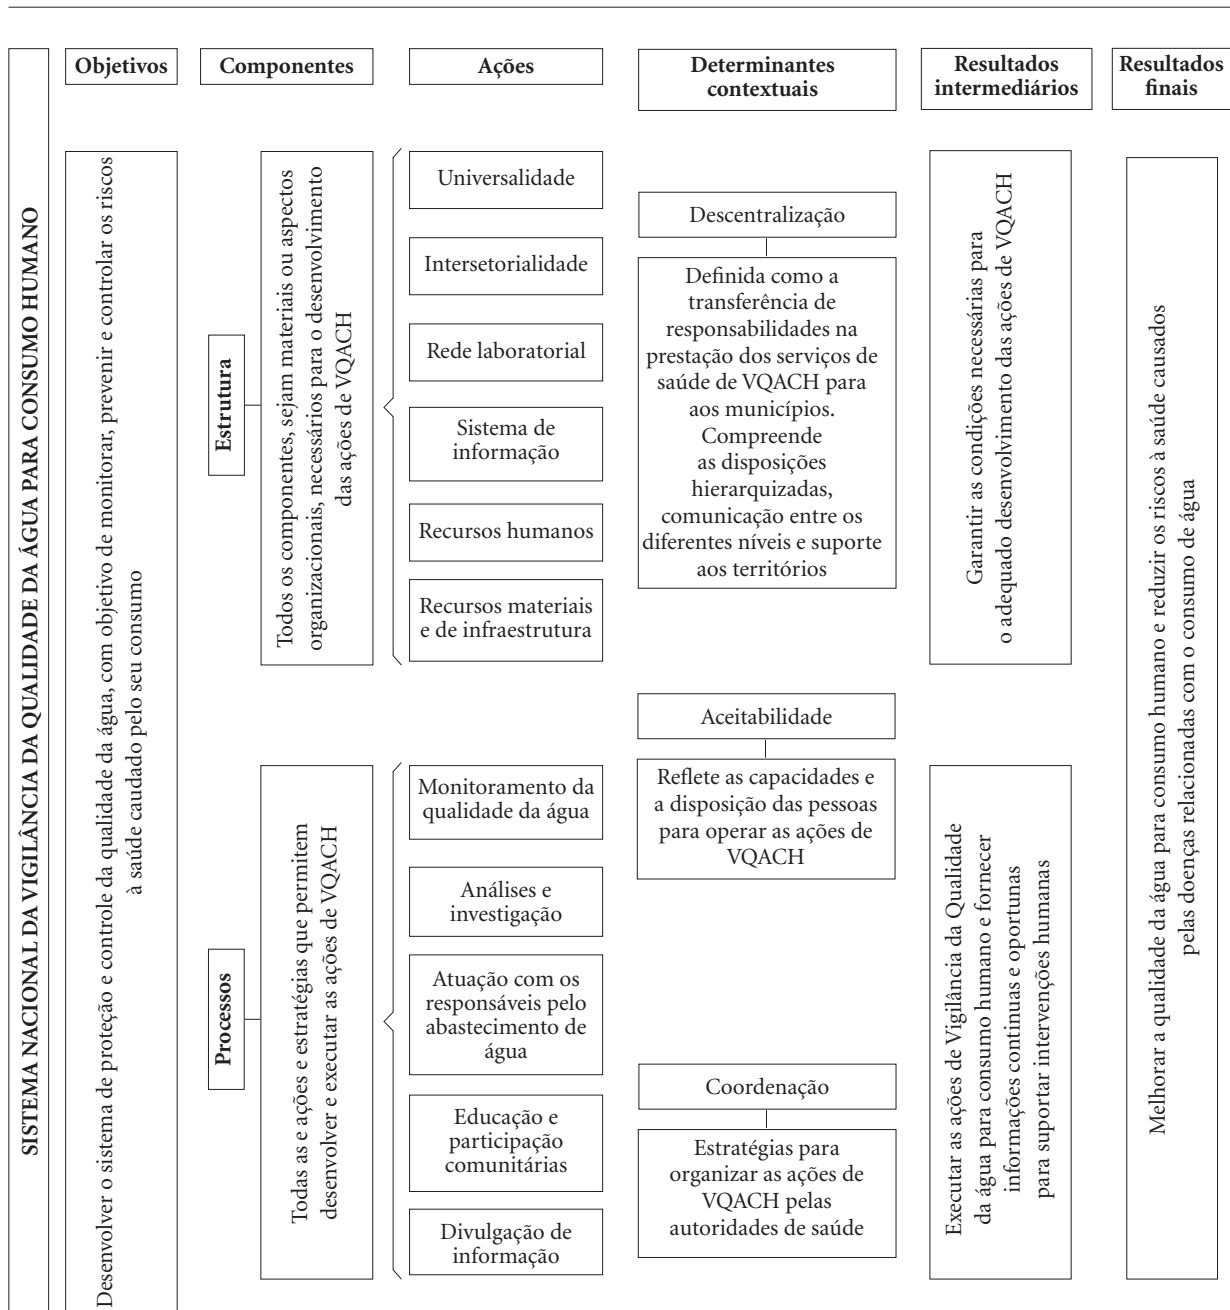 SISTEMA NACIONAL DA VIGILÂNCIA DA QUALIDADE DA ÁGUA PARA CONSUMO HUMANO
Objetivos
Desenvolver o sistema de proteção e controle da qualidade da água, com objetivo de monitorar, prevenir e controlar os riscos
à saúde caudado pelo seu consumo
Componentes
Estrutura
Todos os componentes, sejam materiais ou aspectos
organizacionais, necessários para o desenvolvimento
das ações de VQACH
Processos
Todas as e ações e estratégias que permitem
desenvolver e executar as ações de VQACH
Ações
Universalidade
Intersetorialidade
Rede laboratorial
Sistema de
informação
Recursos humanos
Recursos materiais
e de infraestrutura
Monitoramento da
qualidade da água
Análises e
investigação
Atuação com os
responsáveis pelo
abastecimento de
água
Educação e
participação
comunitárias
Divulgação de
informação
Determinantes
contextuais
Descentralização
Definida como a
transferência de
responsabilidades na
prestação dos serviços de
saúde de VQACH para
aos municípios.
Compreende
as disposições
hierarquizadas,
comunicação entre os
diferentes níveis e suporte
aos territórios
Aceitabilidade
Reflete as capacidades e
a disposição das pessoas
para operar as ações de
VQACH
Coordenação
Estratégias para
organizar as ações de
VQACH pelas
autoridades de saúde
Resultados
intermediários
Garantir as condições necessárias para
o adequado desenvolvimento das ações de VQACH
Executar as ações de Vigilância da Qualidade
da água para consumo humano e fornecer
informações continuas e oportunas
para suportar intervenções humanas
Resultados
finais
Melhorar a qualidade da água para consumo humano e reduzir os riscos à saúde causados
pelas doenças relacionadas com o consumo de água